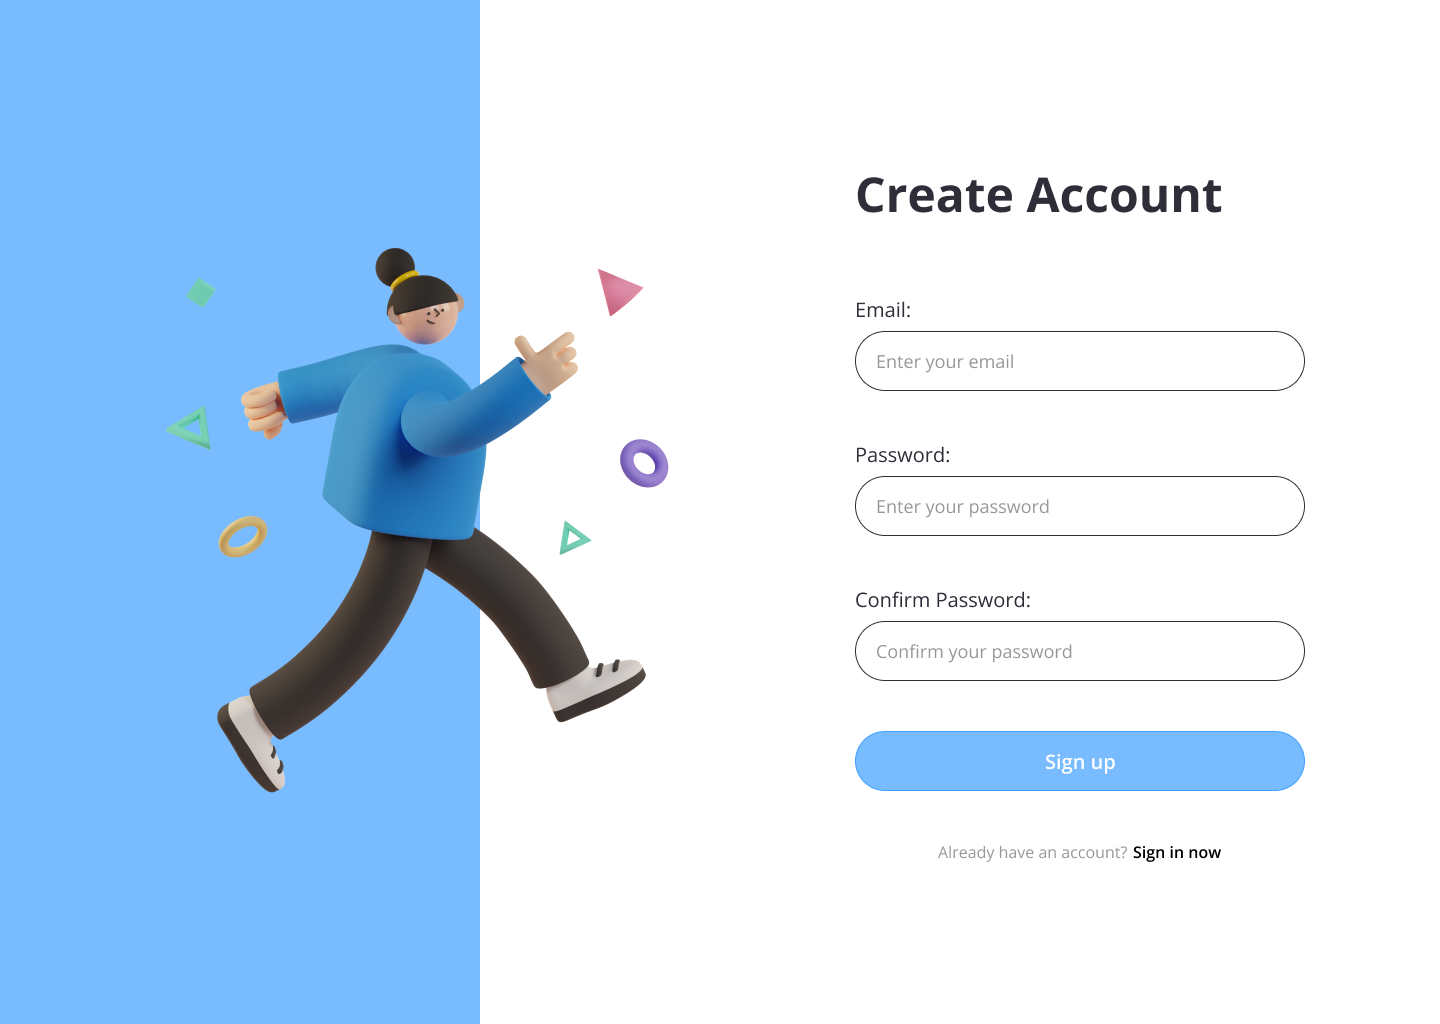 Create Account
Email:
Enter your email
Password:
Enter your password
Confirm Password:
Confirm your password
Sign up
Already have an account? Sign in now